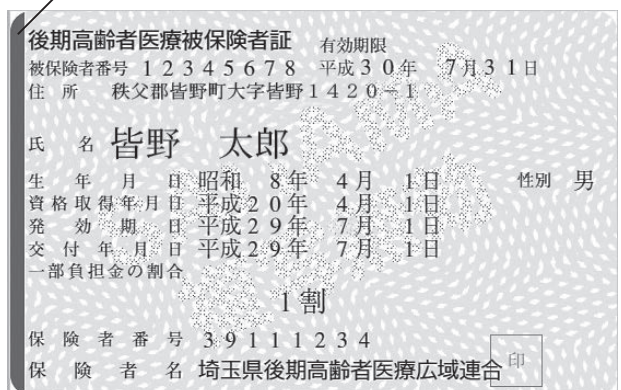 後期高齢者医療被保険者証 有効期限
被保険者番号 12345678 平成30年 7月31日
住所 秩父郡皆野町大字皆野1420-1
氏名 皆野 太郎
生年月日 昭和 8年 4月 1日 性別 男
資格取得年月日 平成20年 4月 1日
発効期日 平成29年 7月 1日
交付年月日 平成29年 7月 1日
一部負担金の割合
1割
保険者番号 39111234
保険者名 埼玉県後期高齢者医療広域連合 印